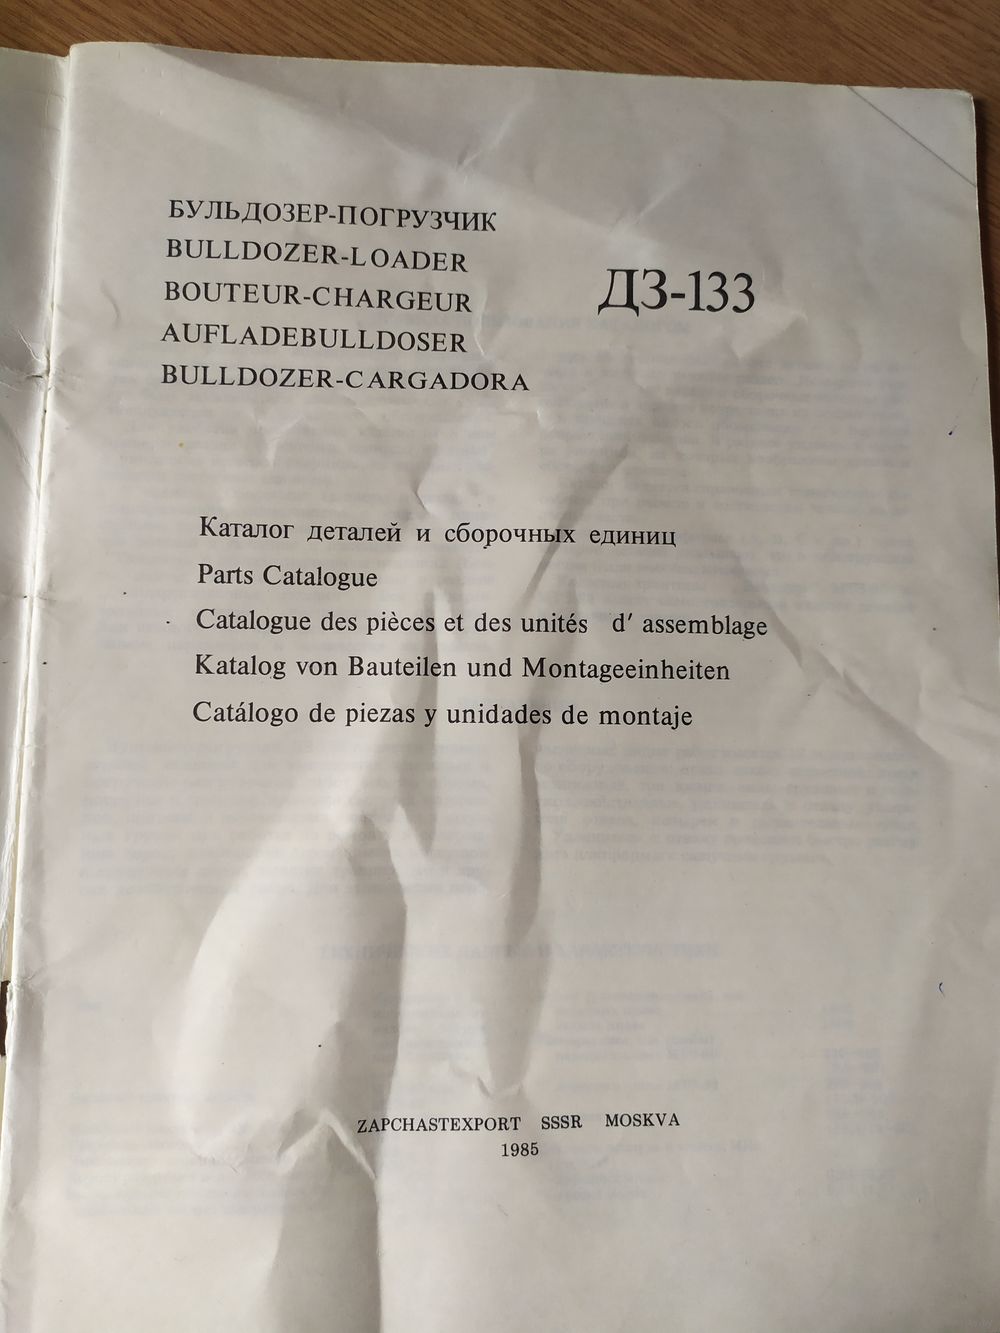 БУЛЬДОЗЕР-ПОГРУЗЧИК
BULLDOZER-LOADER
BOUTEUR-CHARGEUR
AUFLADEBULLDOSER
BULLDOZER-CARGADORA
ДЗ-133
Каталог деталей и сборочных единиц
Parts Catalogue
Catalogue des pièces et des unités d' assemblage
Katalog von Bauteilen und Montageeinheiten
Catálogo de piezas y unidades de montaje
ZAPCHASTEXPORT SSSR MOSKVA
1985